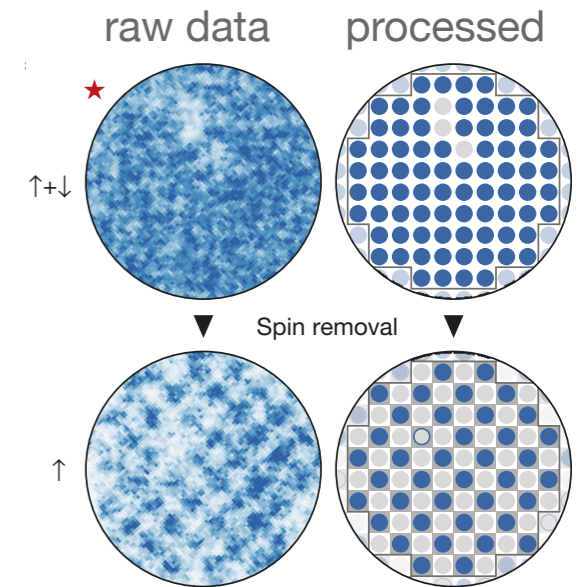 raw data processed
↑+↓
Spin removal
↑